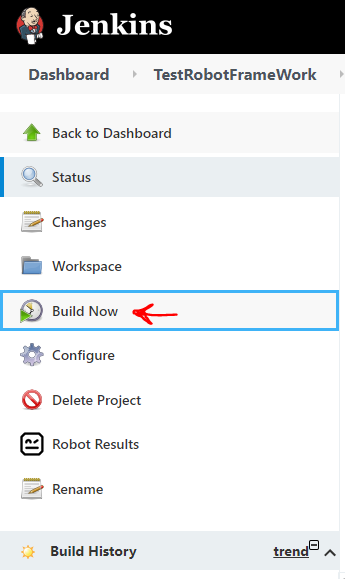 Jenkins
Dashboard TestRobotFrameWork
Back to Dashboard
Status
Changes
Workspace
Build Now
Configure
Delete Project
Robot Results
Rename
Build History trend